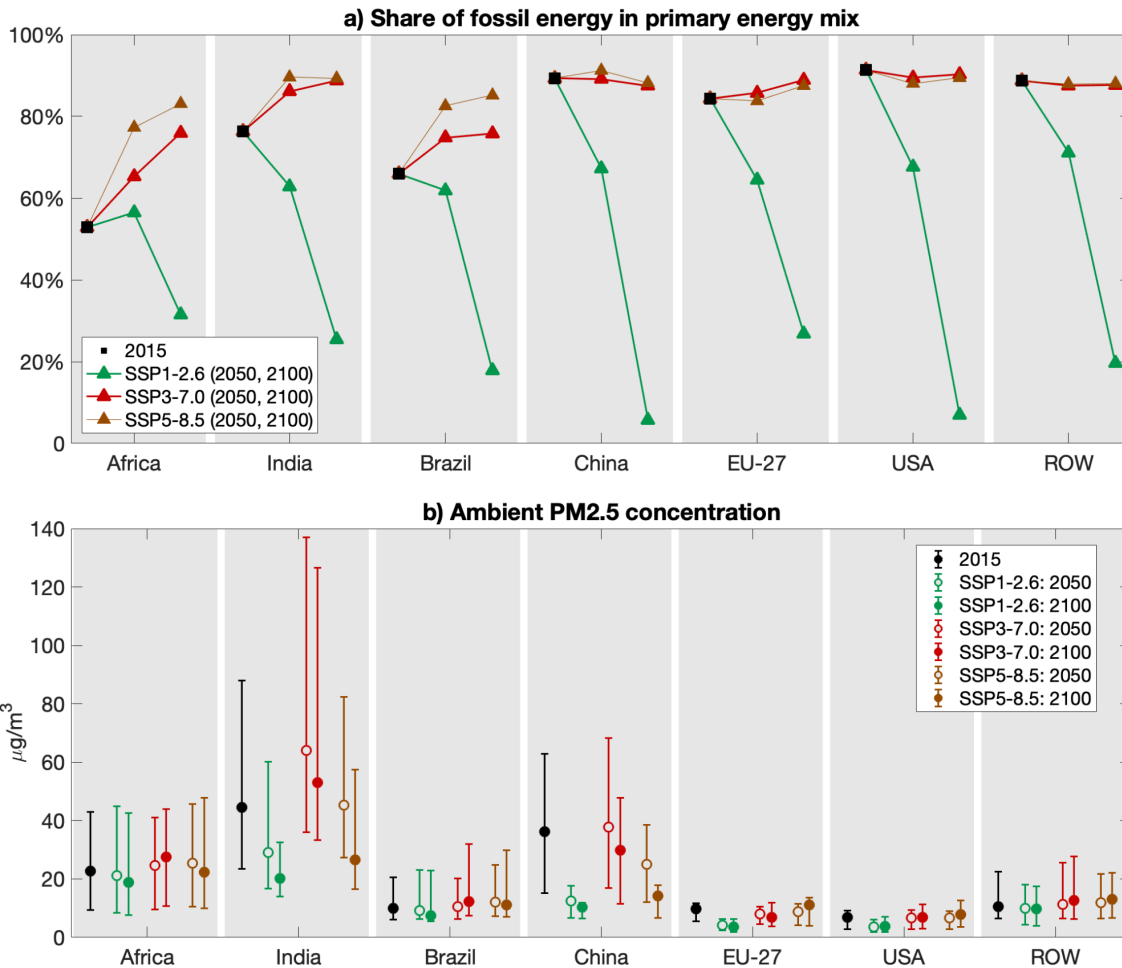 a) Share of fossil energy in primary energy mix
100%
80%
60%
40%
20%
0
2015
SSP1-2.6 (2050, 2100)
SSP3-7.0 (2050, 2100)
SSP5-8.5 (2050, 2100)
Africa India Brazil China EU-27 USA ROW
b) Ambient PM2.5 concentration
140
120
100
80
60
40
20
0
μg/m³
2015
SSP1-2.6: 2050
SSP1-2.6: 2100
SSP3-7.0: 2050
SSP3-7.0: 2100
SSP5-8.5: 2050
SSP5-8.5: 2100
Africa India Brazil China EU-27 USA ROW